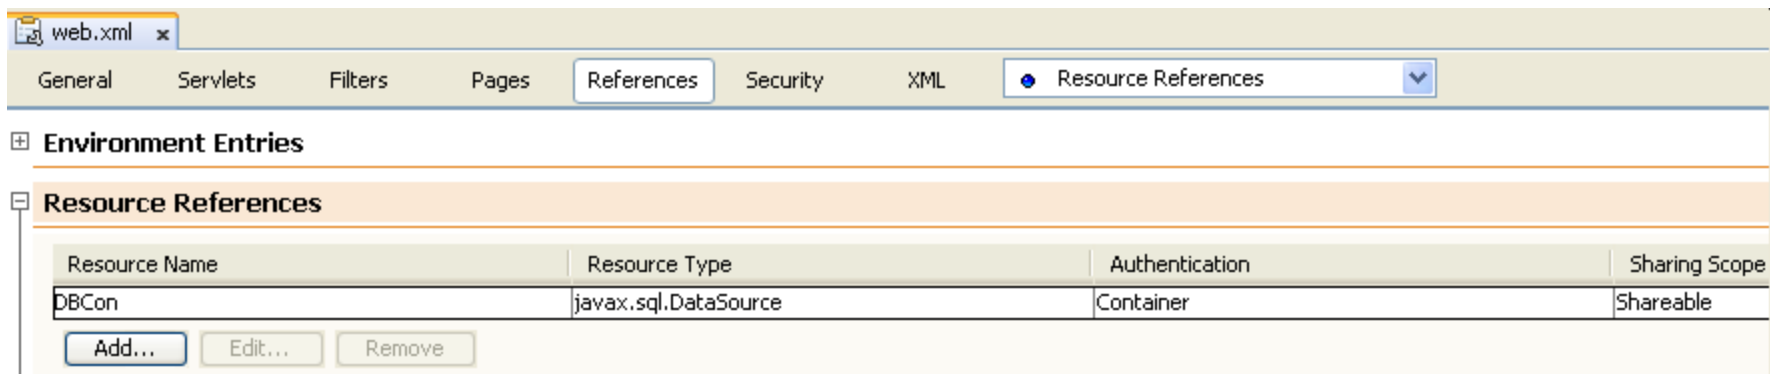 web.xml x
General Servlets Filters Pages References Security XML Resource References
Environment Entries
Resource References
Resource Name Resource Type Authentication Sharing Scope
DBCon javax.sql.DataSource Container Shareable
Add... Edit... Remove